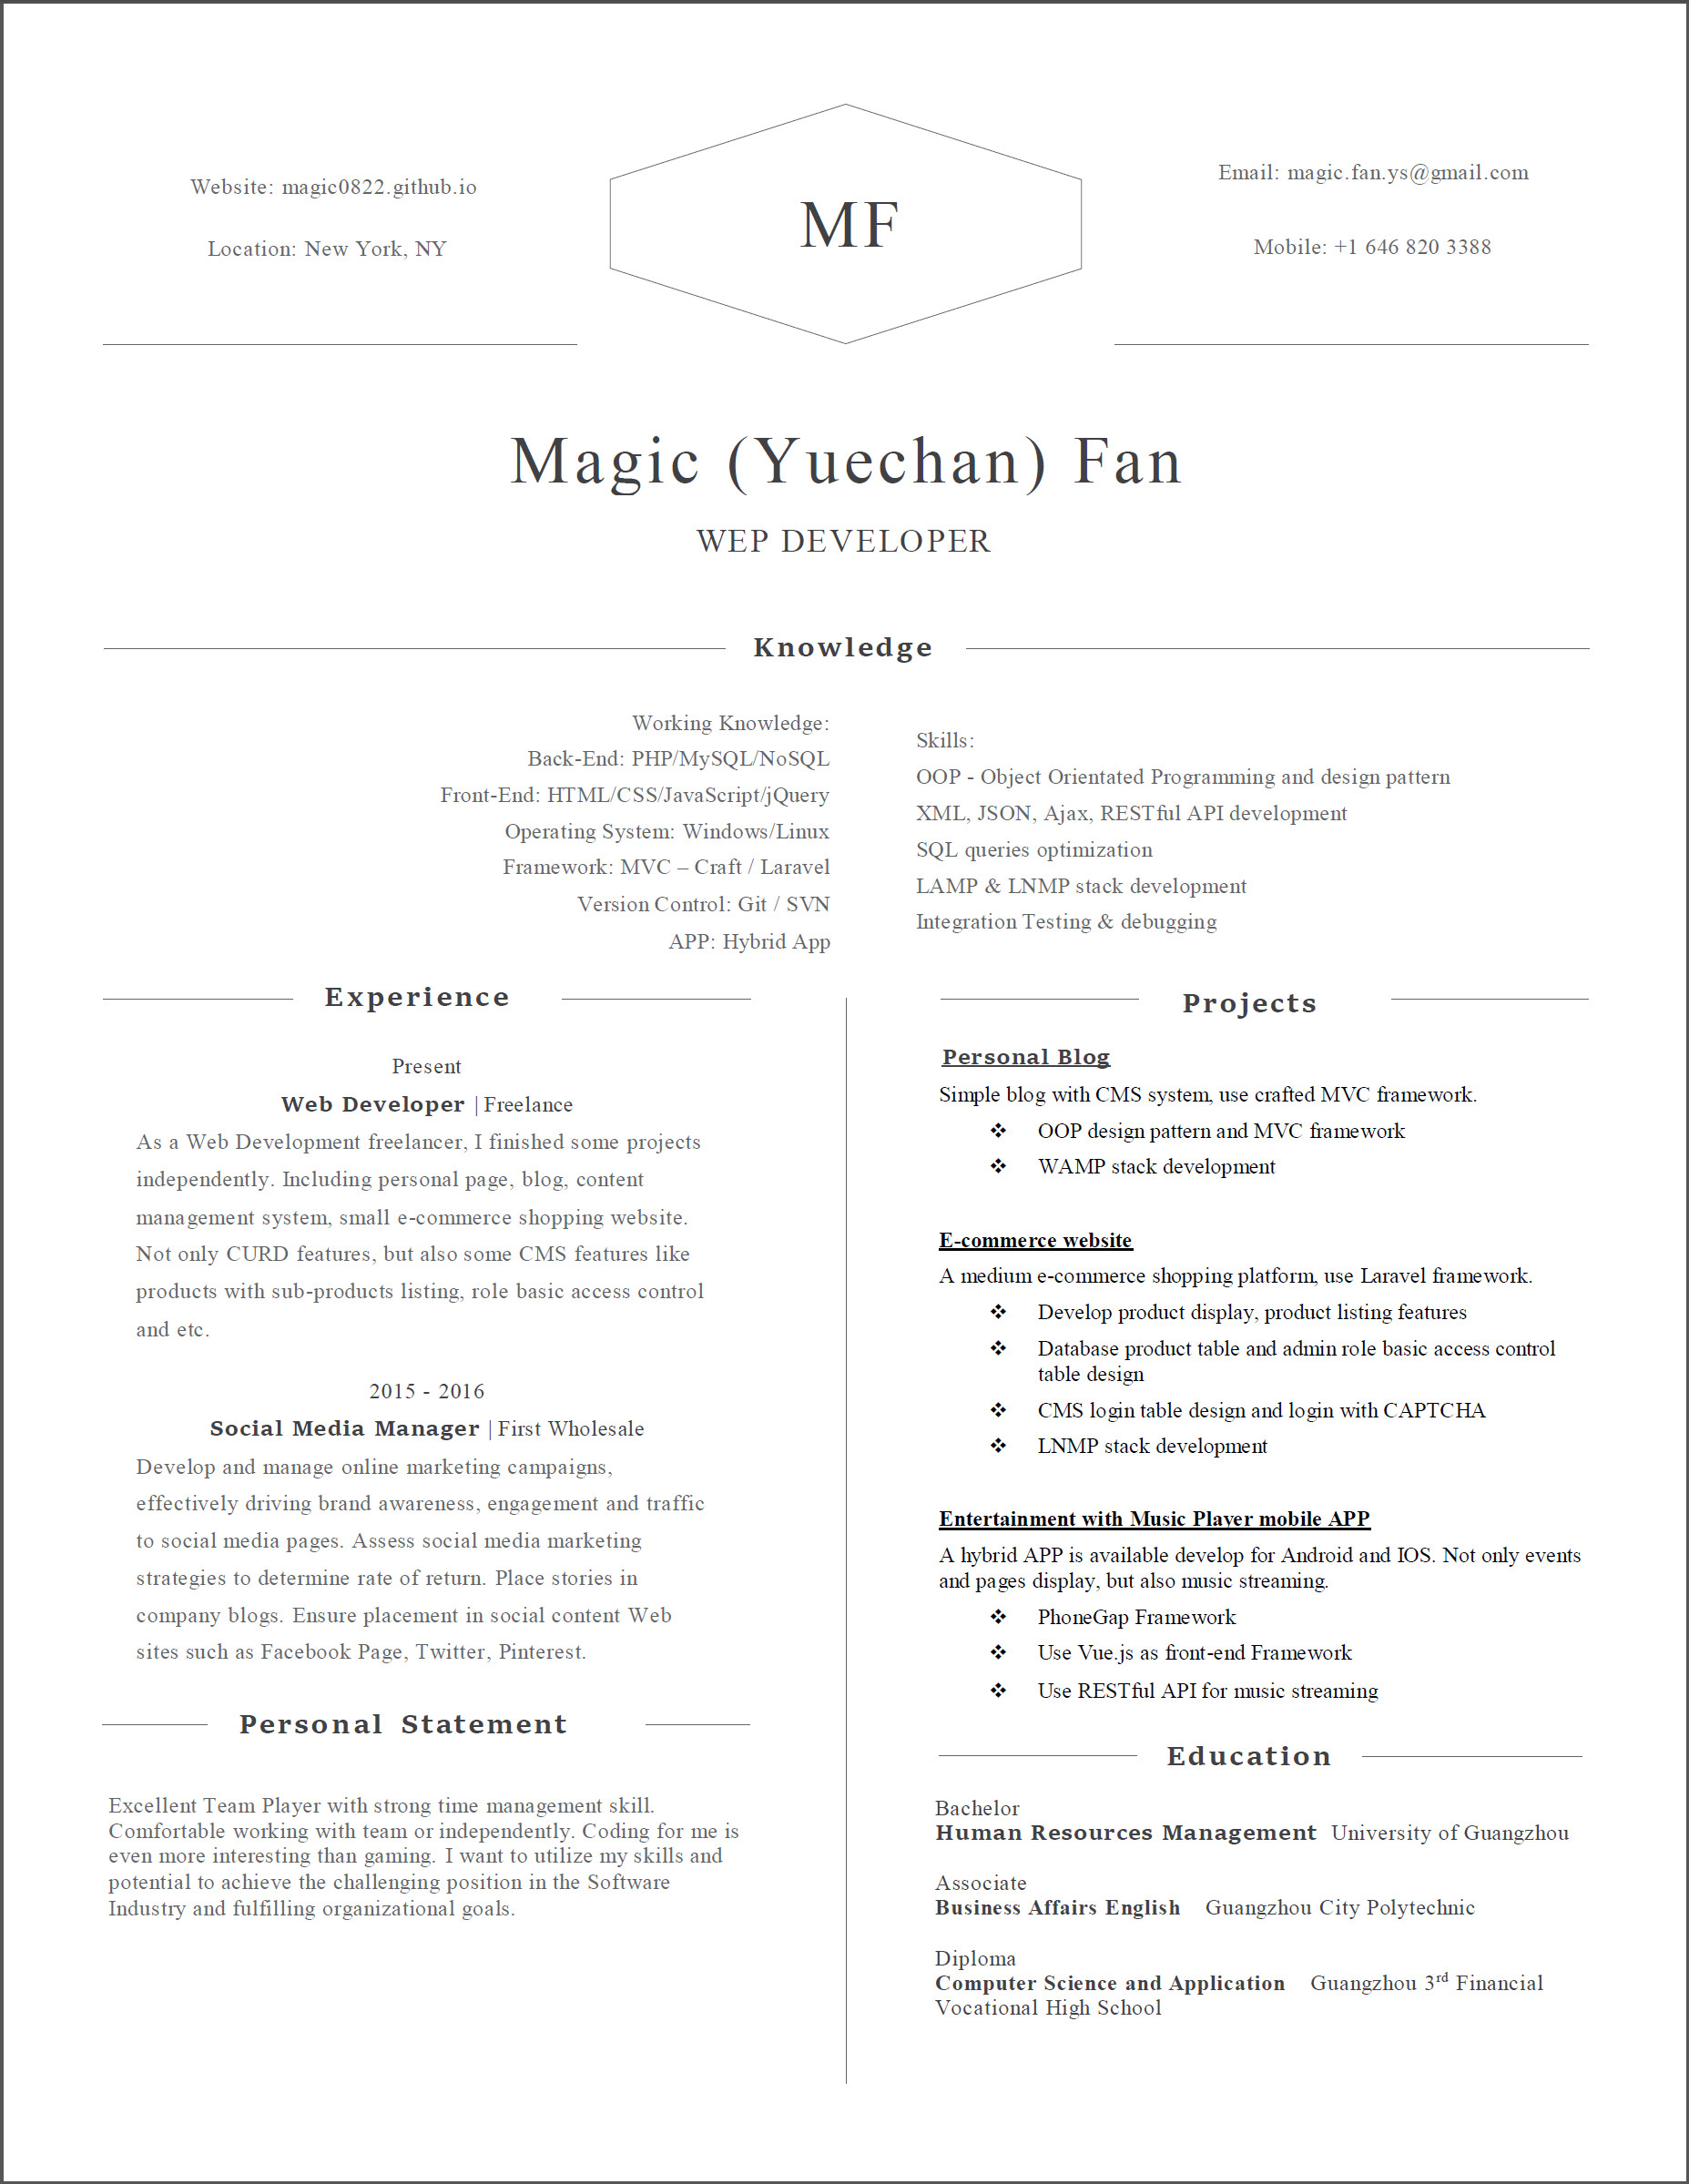 Website: magic0822.github.io
Location: New York, NY
MF
Email: magic.fan.ys@gmail.com
Mobile: +1 646 820 3388
Magic (Yuechan) Fan
WEP DEVELOPER
Knowledge
Working Knowledge:
Back-End: PHP/MySQL/NoSQL
Front-End: HTML/CSS/JavaScript/jQuery
Operating System: Windows/Linux
Framework: MVC – Craft / Laravel
Version Control: Git / SVN
APP: Hybrid App
Skills:
OOP - Object Orientated Programming and design pattern
XML, JSON, Ajax, RESTful API development
SQL queries optimization
LAMP & LNMP stack development
Integration Testing & debugging
Experience
Present
Web Developer | Freelance
As a Web Development freelancer, I finished some projects
independently. Including personal page, blog, content
management system, small e-commerce shopping website.
Not only CURD features, but also some CMS features like
products with sub-products listing, role basic access control
and etc.
2015 - 2016
Social Media Manager | First Wholesale
Develop and manage online marketing campaigns,
effectively driving brand awareness, engagement and traffic
to social media pages. Assess social media marketing
strategies to determine rate of return. Place stories in
company blogs. Ensure placement in social content Web
sites such as Facebook Page, Twitter, Pinterest.
Personal Statement
Excellent Team Player with strong time management skill.
Comfortable working with team or independently. Coding for me is
even more interesting than gaming. I want to utilize my skills and
potential to achieve the challenging position in the Software
Industry and fulfilling organizational goals.
Projects
Personal Blog
Simple blog with CMS system, use crafted MVC framework.
❖ OOP design pattern and MVC framework
❖ WAMP stack development
E-commerce website
A medium e-commerce shopping platform, use Laravel framework.
❖ Develop product display, product listing features
❖ Database product table and admin role basic access control
table design
❖ CMS login table design and login with CAPTCHA
❖ LNMP stack development
Entertainment with Music Player mobile APP
A hybrid APP is available develop for Android and IOS. Not only events
and pages display, but also music streaming.
❖ PhoneGap Framework
❖ Use Vue.js as front-end Framework
❖ Use RESTful API for music streaming
Education
Bachelor
Human Resources Management University of Guangzhou
Associate
Business Affairs English Guangzhou City Polytechnic
Diploma
Computer Science and Application Guangzhou 3rd Financial
Vocational High School